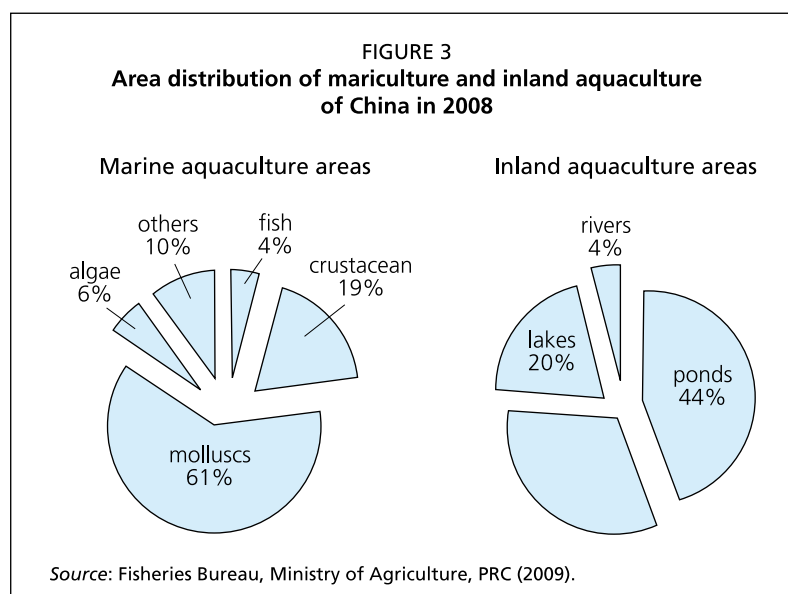 FIGURE 3
Area distribution of mariculture and inland aquaculture
of China in 2008
Marine aquaculture areas
others
10%
fish
4%
crustacean
19%
algae
6%
molluscs
61%
Inland aquaculture areas
rivers
4%
lakes
20%
ponds
44%
Source: Fisheries Bureau, Ministry of Agriculture, PRC (2009).